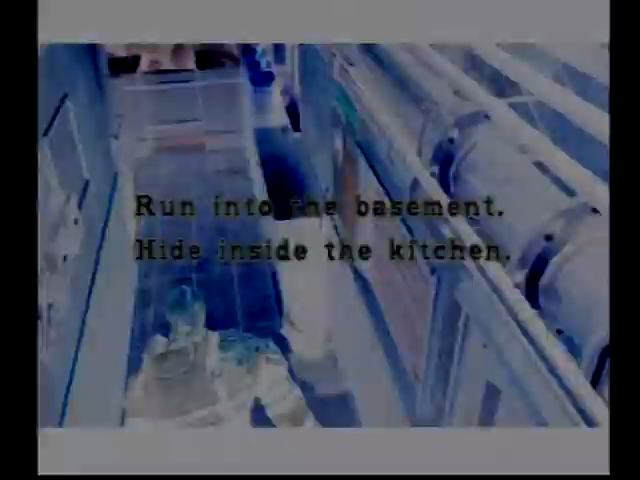 Run into the basement.
Hide inside the kitchen.